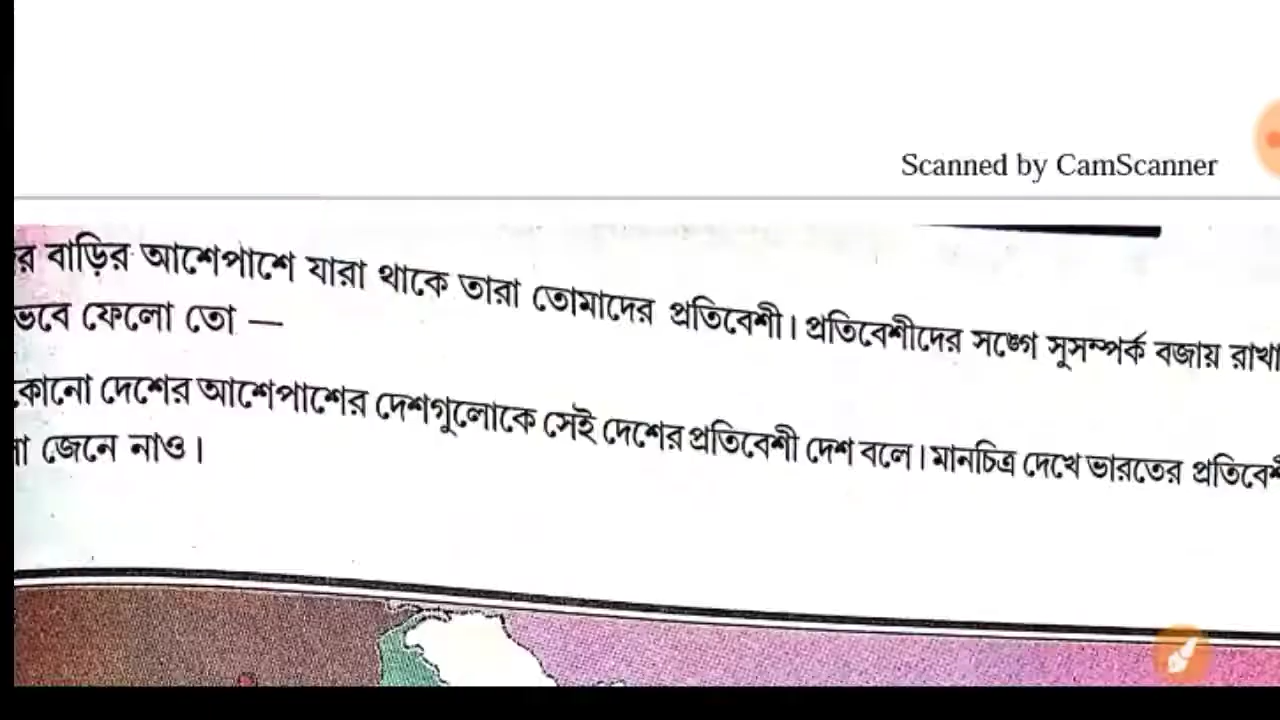 Scanned by CamScanner
র বাড়ির আশেপাশে যারা থাকে তারা তোমাদের প্রতিবেশী। প্রতিবেশীদের সঙ্গে সুসম্পর্ক বজায় রাখা
ভবে ফেলো তো —
কোনো দেশের আশেপাশের দেশগুলোকে সেই দেশের প্রতিবেশী দেশ বলে। মানচিত্র দেখে ভারতের প্রতিবেশ
জেনে নাও।